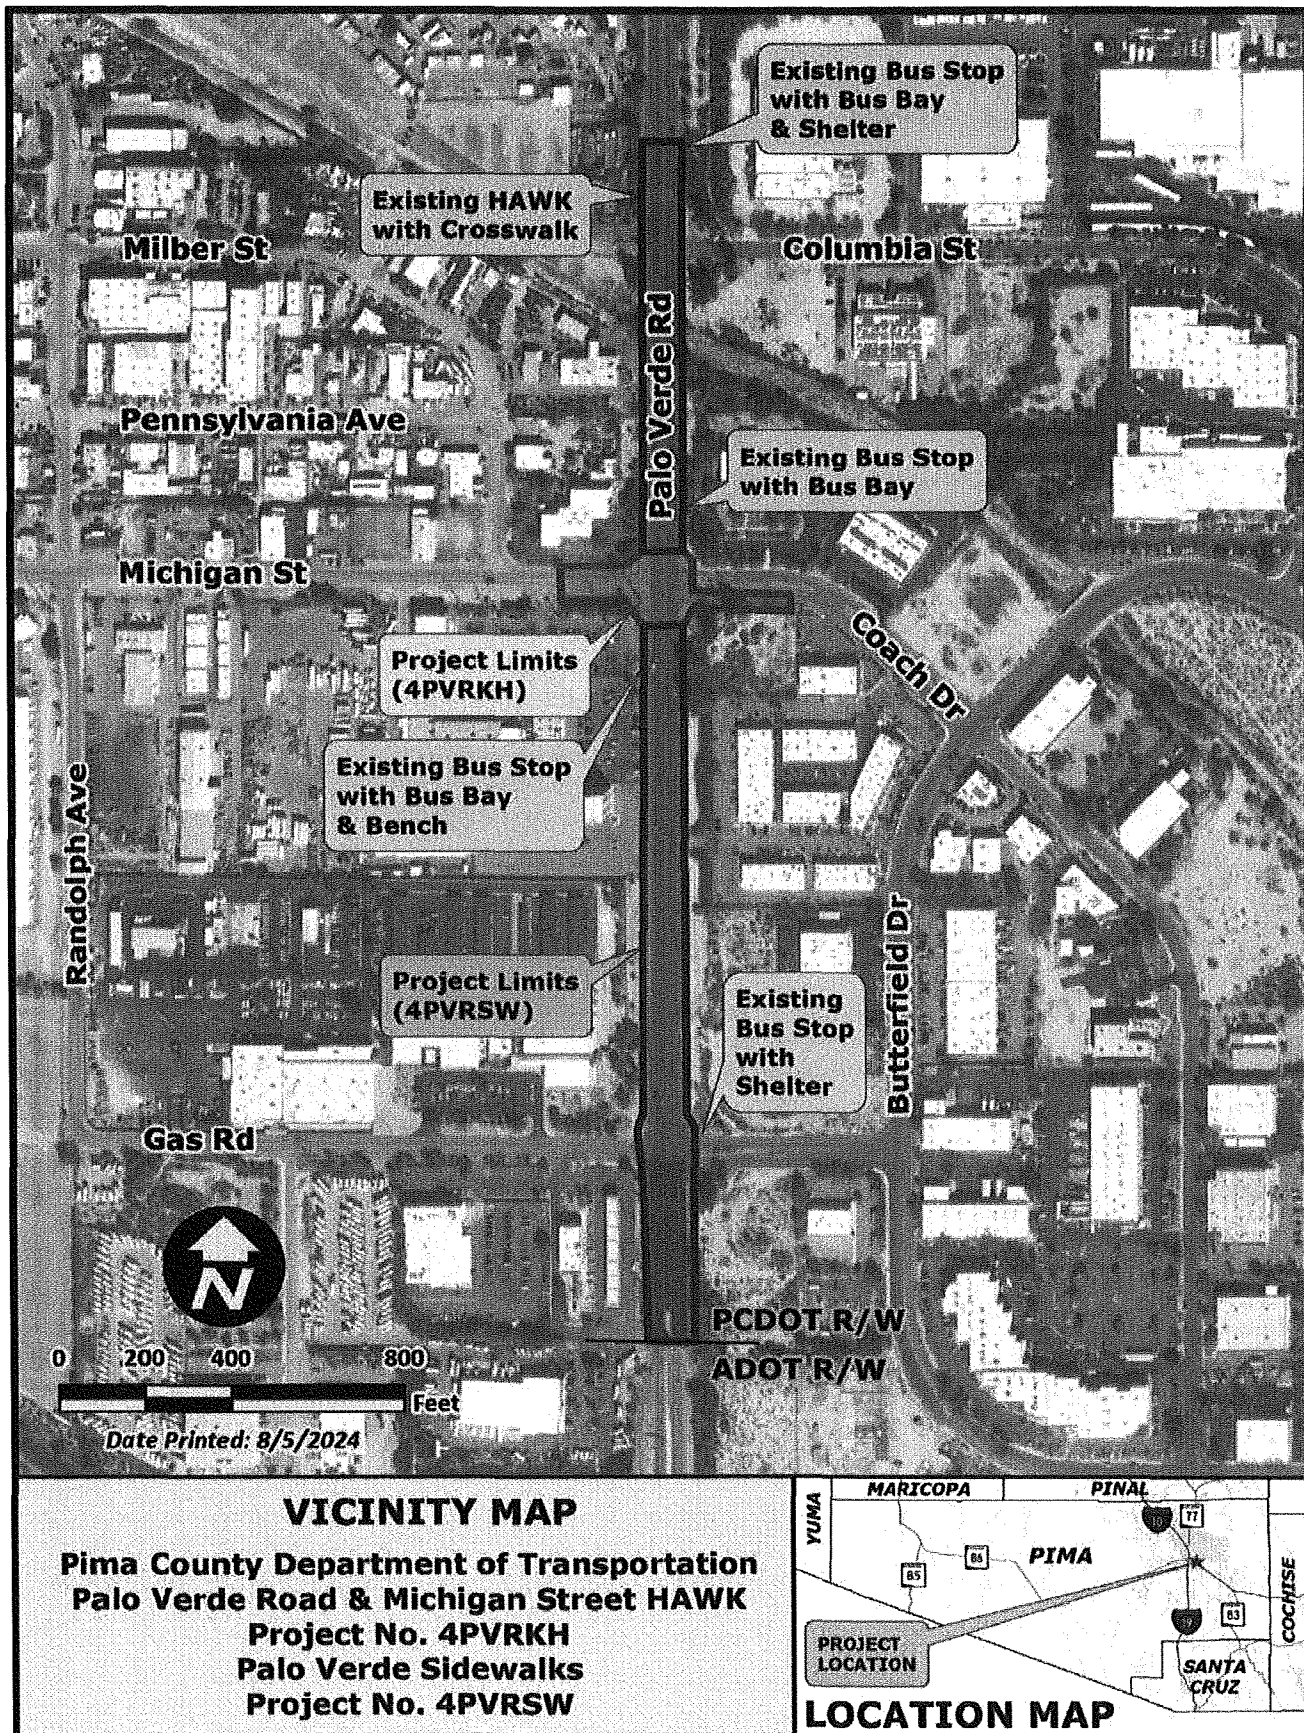 Existing Bus Stop
with Bus Bay
& Shelter
Existing HAWK
with Crosswalk
Milber St
Columbia St
Palo Verde Rd
Pennsylvania Ave
Existing Bus Stop
with Bus Bay
Michigan St
Coach Dr
Project Limits
(4PVRKH)
Existing Bus Stop
with Bus Bay
& Bench
Randolph Ave
Butterfield Dr
Project Limits
(4PVRSW)
Existing
Bus Stop
with
Shelter
Gas Rd
N
PCDOT R/W
ADOT R/W
0 200 400 800
Feet
Date Printed: 8/5/2024
VICINITY MAP
Pima County Department of Transportation
Palo Verde Road & Michigan Street HAWK
Project No. 4PVRKH
Palo Verde Sidewalks
Project No. 4PVRSW
YUMA
MARICOPA
PINAL
10
77
86
PIMA
85
COCHISE
19
83
PROJECT
LOCATION
SANTA
CRUZ
LOCATION MAP